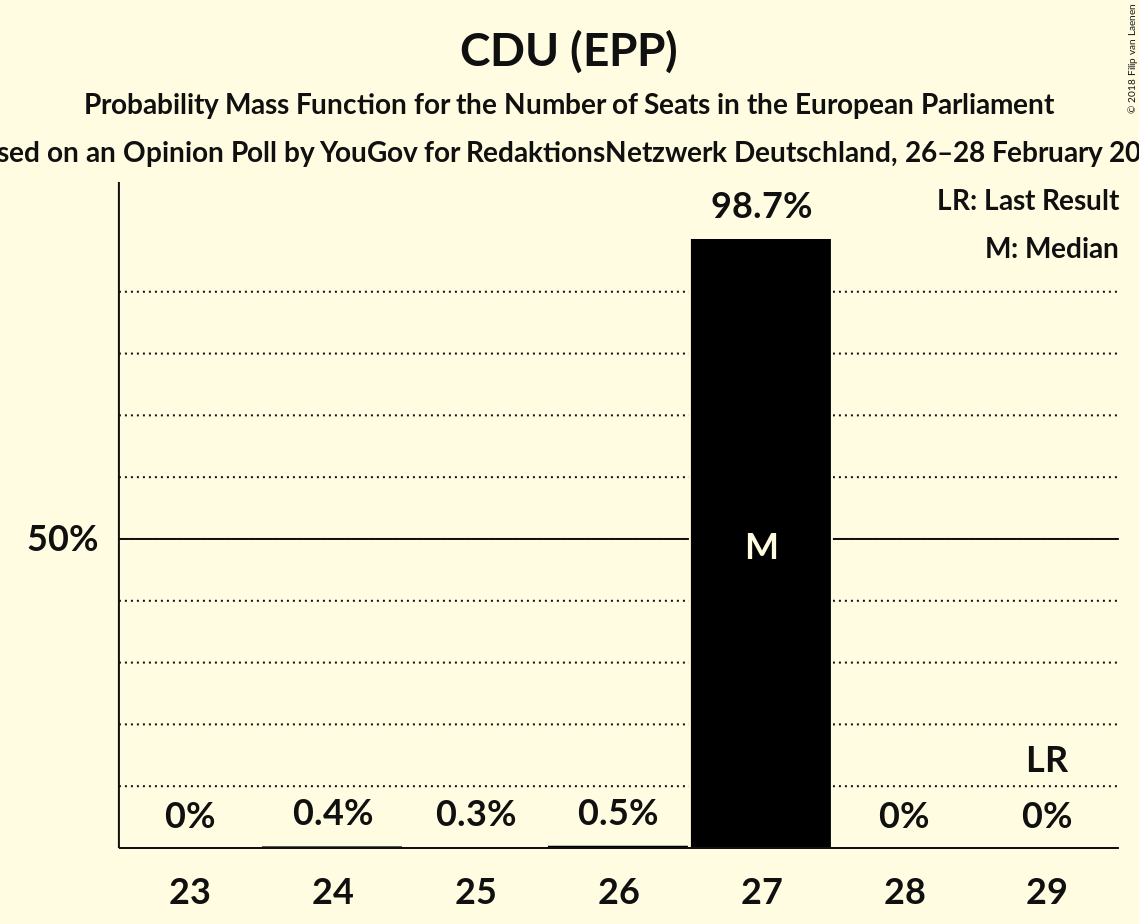 CDU (EPP)
Probability Mass Function for the Number of Seats in the European Parliament
sed on an Opinion Poll by YouGov for RedaktionsNetzwerk Deutschland, 26–28 February 20
© 2018 Filip van Laenen
LR: Last Result
M: Median
98.7%
50%
M
LR
0% 0.4% 0.3% 0.5% 0% 0%
23 24 25 26 27 28 29